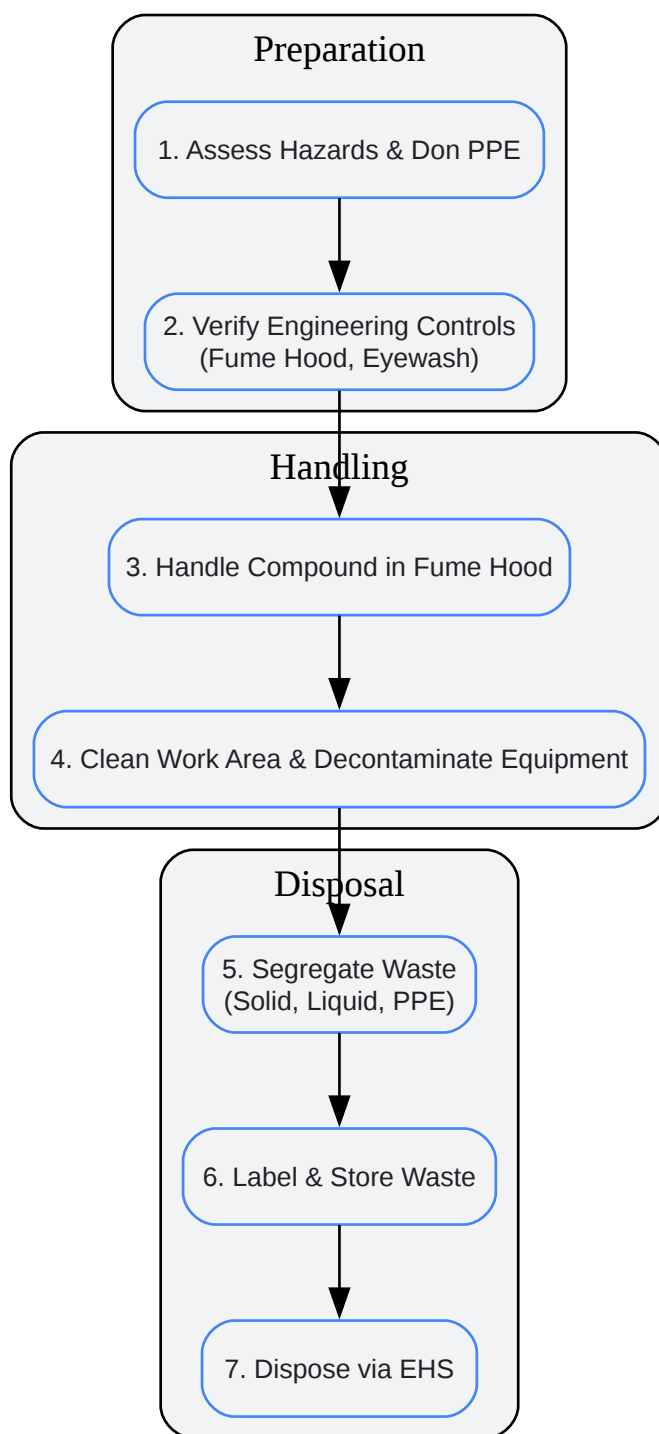 Preparation
1. Assess Hazards & Don PPE
2. Verify Engineering Controls
(Fume Hood, Eyewash)
Handling
3. Handle Compound in Fume Hood
4. Clean Work Area & Decontaminate Equipment
Disposal
5. Segregate Waste
(Solid, Liquid, PPE)
6. Label & Store Waste
7. Dispose via EHS